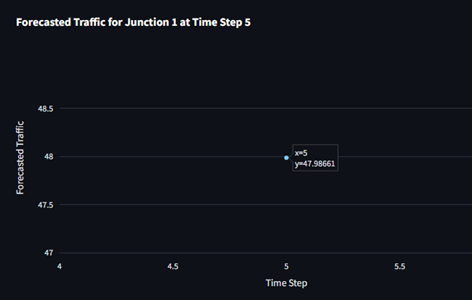 Forecasted Traffic for Junction 1 at Time Step 5
48.5
48
47.5
47
Forecasted Traffic
x=5
y=47.98661
4
4.5
5
5.5
Time Step